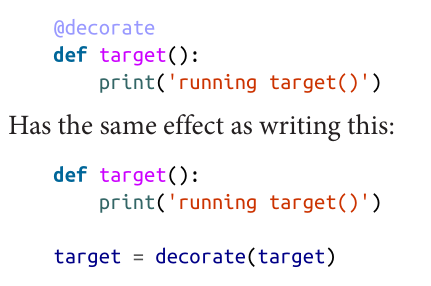 @decorate
def target():
    print('running target()')
Has the same effect as writing this:
def target():
    print('running target()')
target = decorate(target)